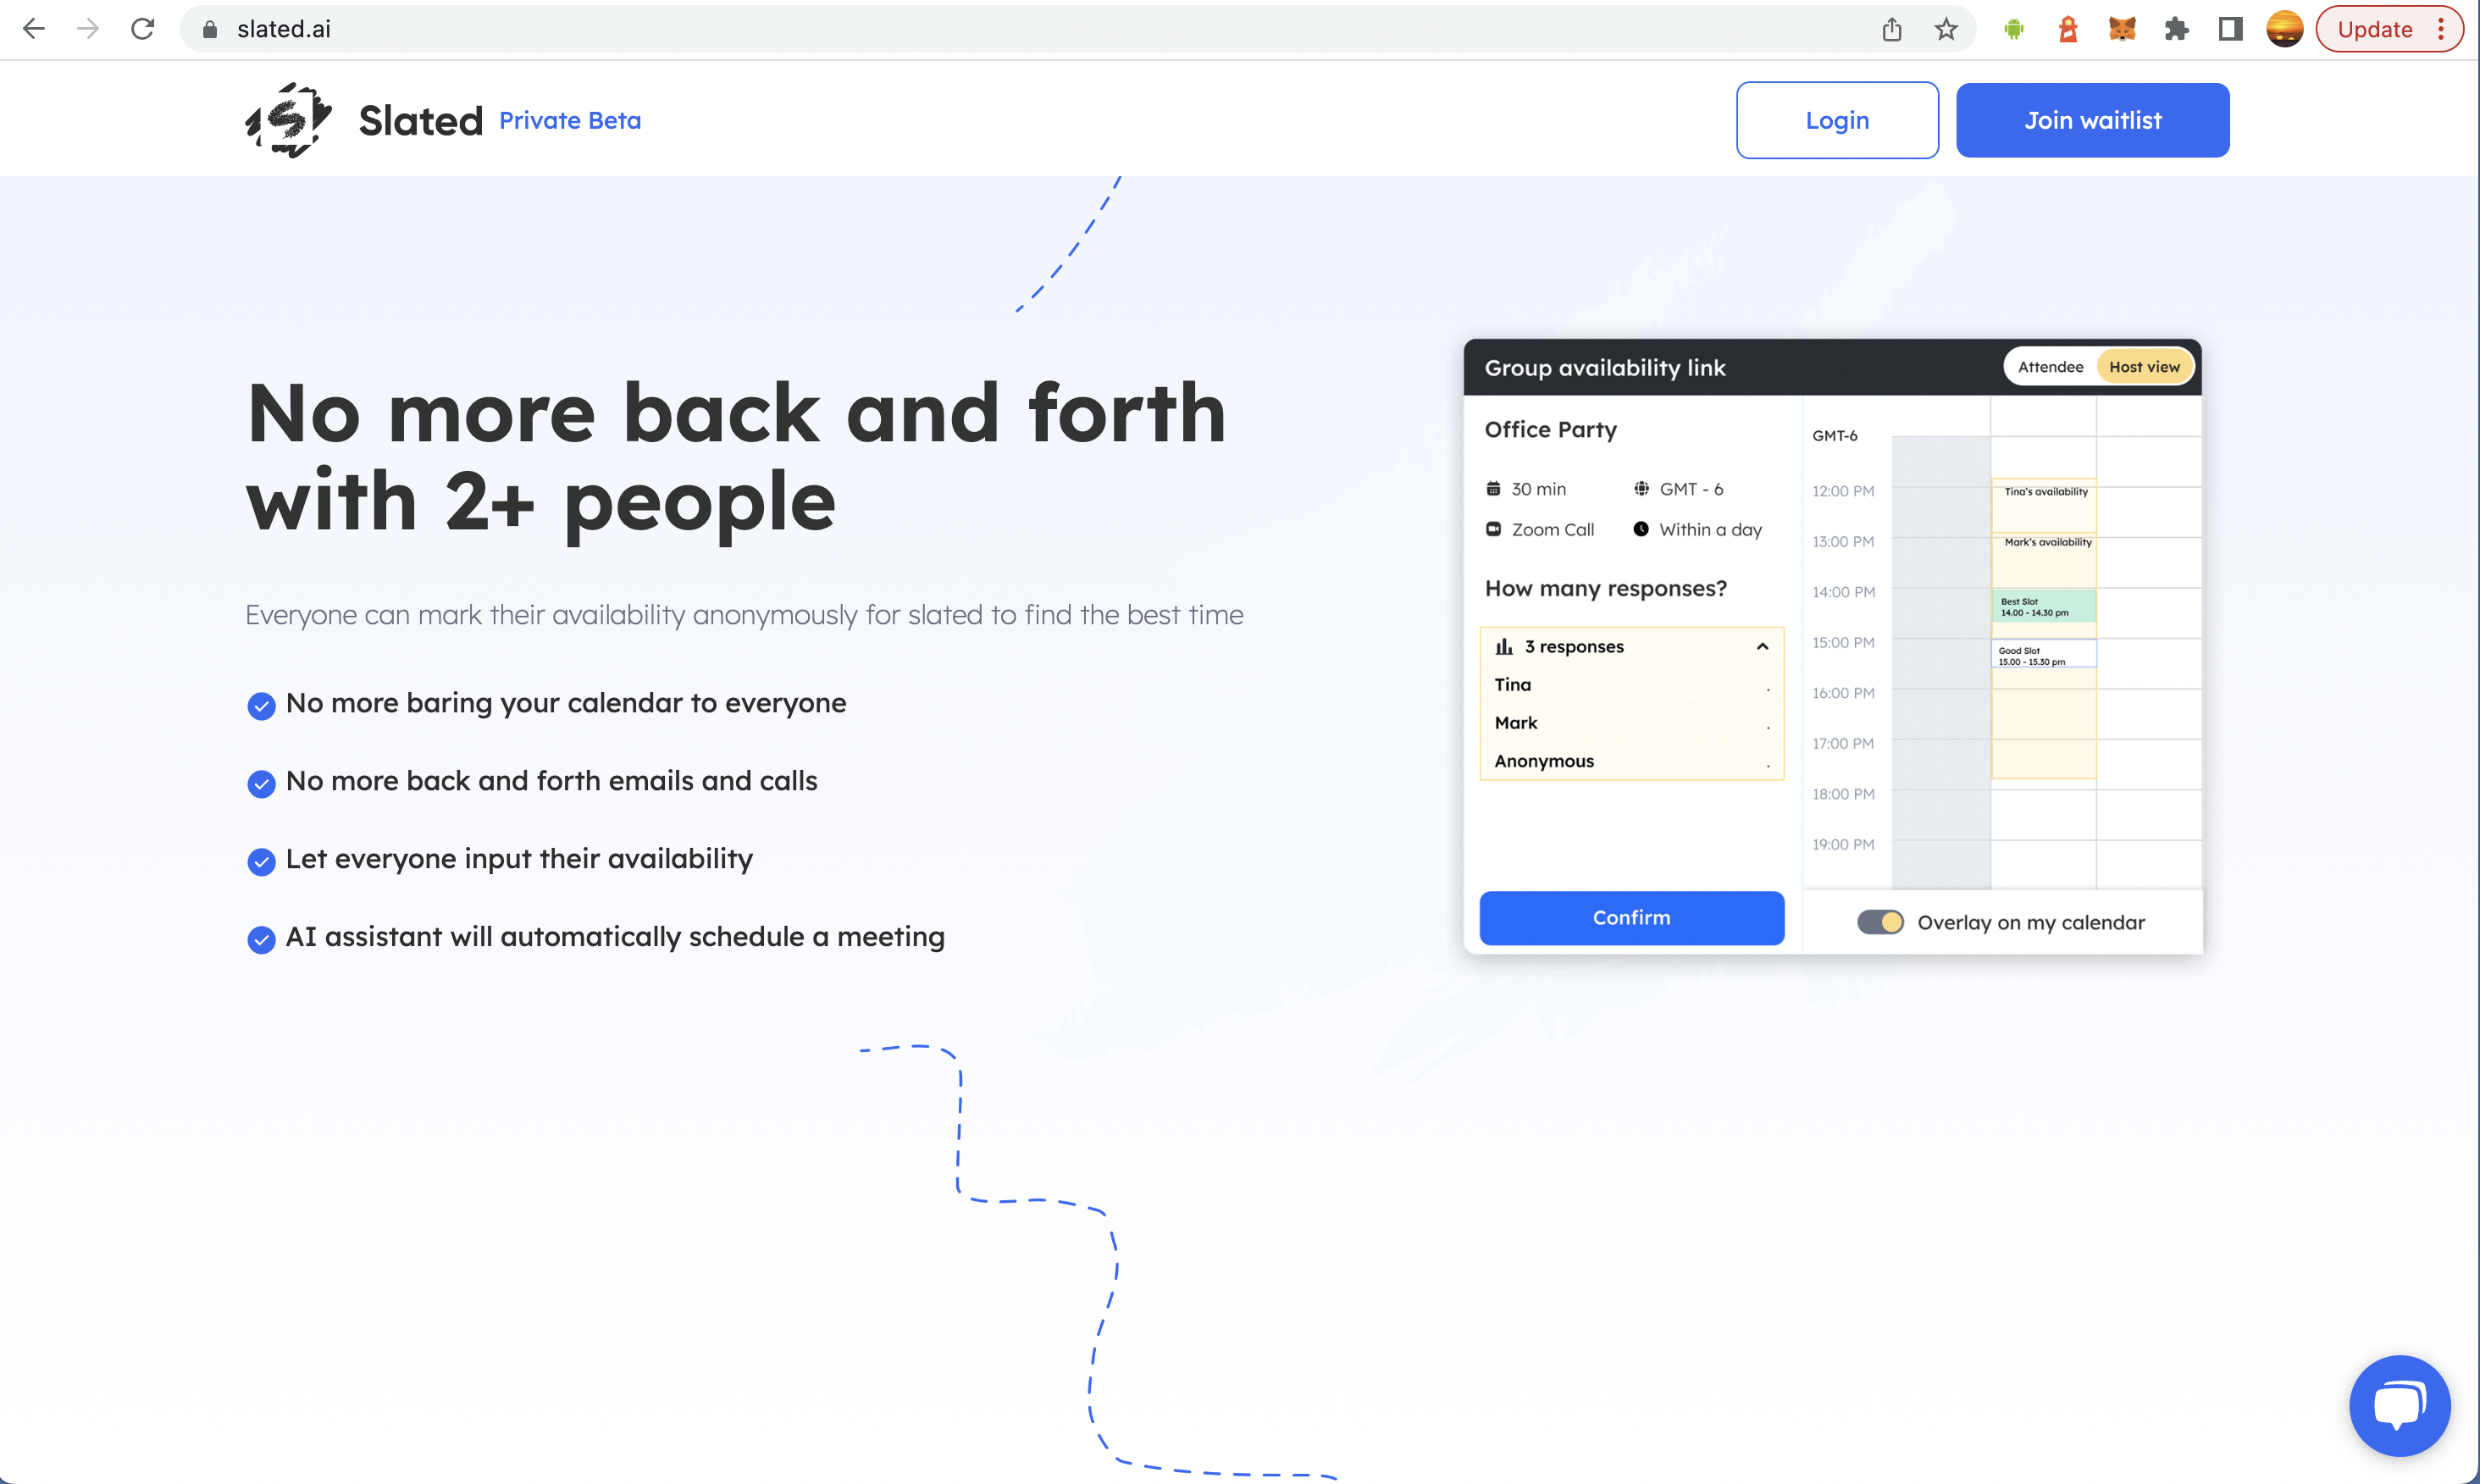 slated.ai
Update
Slated Private Beta
Login
Join waitlist
No more back and forth
with 2+ people
Everyone can mark their availability anonymously for slated to find the best time
No more baring your calendar to everyone
No more back and forth emails and calls
Let everyone input their availability
AI assistant will automatically schedule a meeting
Group availability link
Attendee
Host view
Office Party
30 min
GMT - 6
Zoom Call
Within a day
How many responses?
3 responses
Tina
Mark
Anonymous
Confirm
GMT-6
12:00 PM
Tina's availability
13:00 PM
Mark's availability
14:00 PM
Best Slot
14.00 - 14.30 pm
15:00 PM
Good Slot
15.00 - 15.30 pm
16:00 PM
17:00 PM
18:00 PM
19:00 PM
Overlay on my calendar